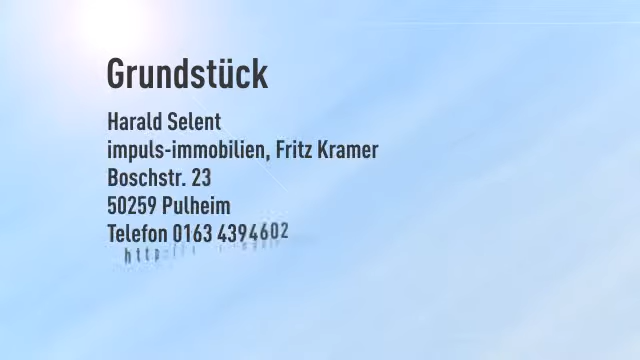 Grundstück
Harald Selent
impuls-immobilien, Fritz Kramer
Boschstr. 23
50259 Pulheim
Telefon 0163 4394602